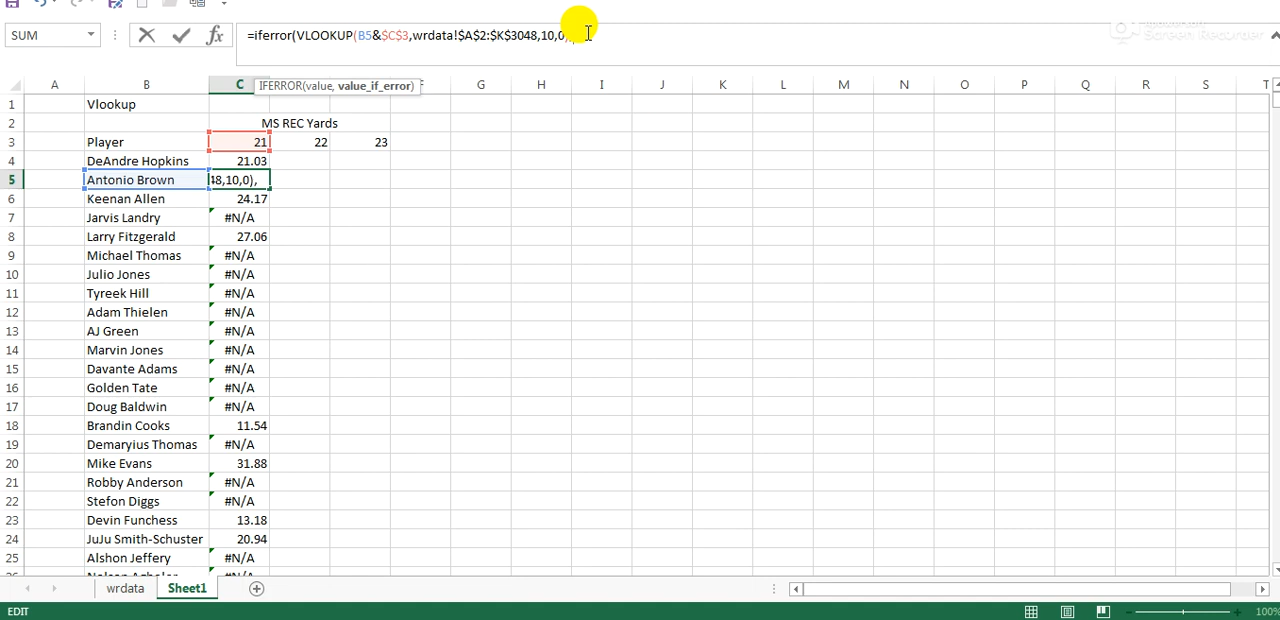 SUM
fx
=iferror(VLOOKUP(B5&$C$3,wrdata!$A$2:$K$3048,10,0),
Screen Recorder
IFERROR(value, value_if_error)
A B C F G H I J K L M N O P Q R S T
1 Vlookup
2 MS REC Yards
3 Player 21 22 23
4 DeAndre Hopkins 21.03
5 Antonio Brown 48,10,0),
6 Keenan Allen 24.17
7 Jarvis Landry #N/A
8 Larry Fitzgerald 27.06
9 Michael Thomas #N/A
10 Julio Jones #N/A
11 Tyreek Hill #N/A
12 Adam Thielen #N/A
13 AJ Green #N/A
14 Marvin Jones #N/A
15 Davante Adams #N/A
16 Golden Tate #N/A
17 Doug Baldwin #N/A
18 Brandin Cooks 11.54
19 Demaryius Thomas #N/A
20 Mike Evans 31.88
21 Robby Anderson #N/A
22 Stefon Diggs #N/A
23 Devin Funchess 13.18
24 JuJu Smith-Schuster 20.94
25 Alshon Jeffery #N/A
wrdata Sheet1
EDIT
100%